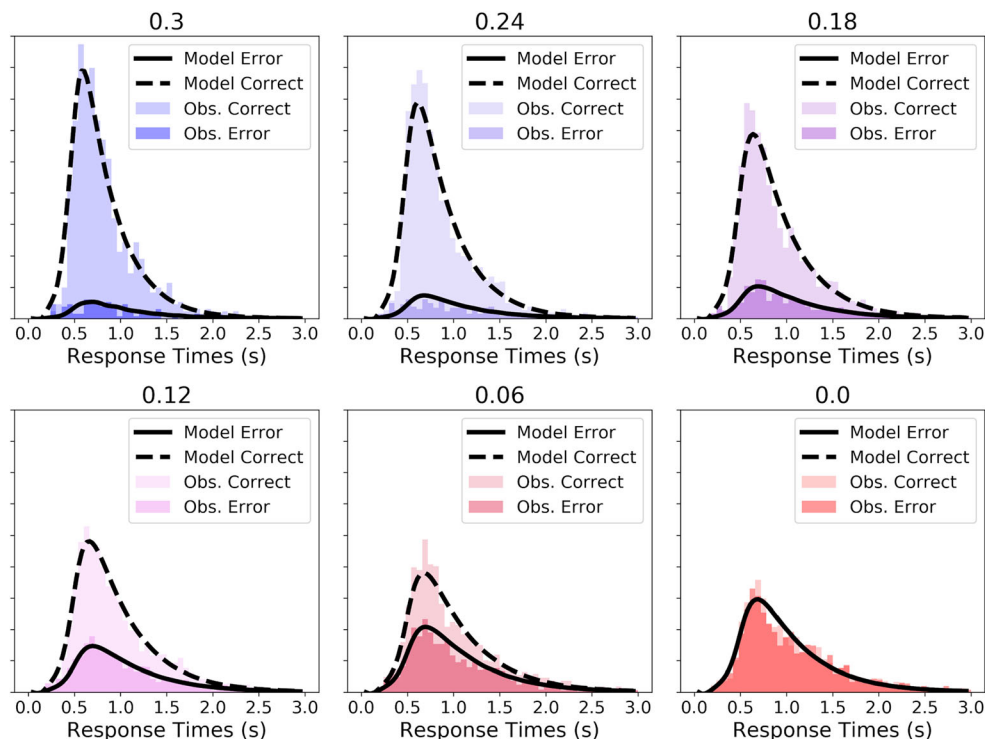 0.3
Model Error
Model Correct
Obs. Correct
Obs. Error
0.0 0.5 1.0 1.5 2.0 2.5 3.0
Response Times (s)
0.24
Model Error
Model Correct
Obs. Correct
Obs. Error
0.0 0.5 1.0 1.5 2.0 2.5 3.0
Response Times (s)
0.18
Model Error
Model Correct
Obs. Correct
Obs. Error
0.0 0.5 1.0 1.5 2.0 2.5 3.0
Response Times (s)
0.12
Model Error
Model Correct
Obs. Correct
Obs. Error
0.0 0.5 1.0 1.5 2.0 2.5 3.0
Response Times (s)
0.06
Model Error
Model Correct
Obs. Correct
Obs. Error
0.0 0.5 1.0 1.5 2.0 2.5 3.0
Response Times (s)
0.0
Model Error
Model Correct
Obs. Correct
Obs. Error
0.0 0.5 1.0 1.5 2.0 2.5 3.0
Response Times (s)